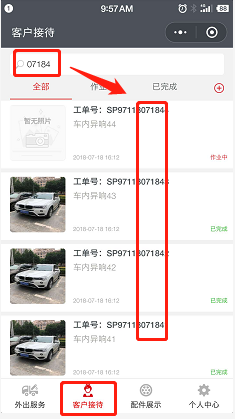 9:57AM
88
客户接待
07184
全部 作业 已完成
暂无图片
工单号：SP97118071844
车内异响44
2018-07-18 16:12
作业中
工单号：SP97118071843
车内异响43
2018-07-18 16:12
已完成
工单号：SP97118071842
车内异响42
2018-07-18 16:12
已完成
工单号：SP97118071841
车内异响41
2018-07-18 16:12
已完成
外出服务 客户接待 配件展示 个人中心